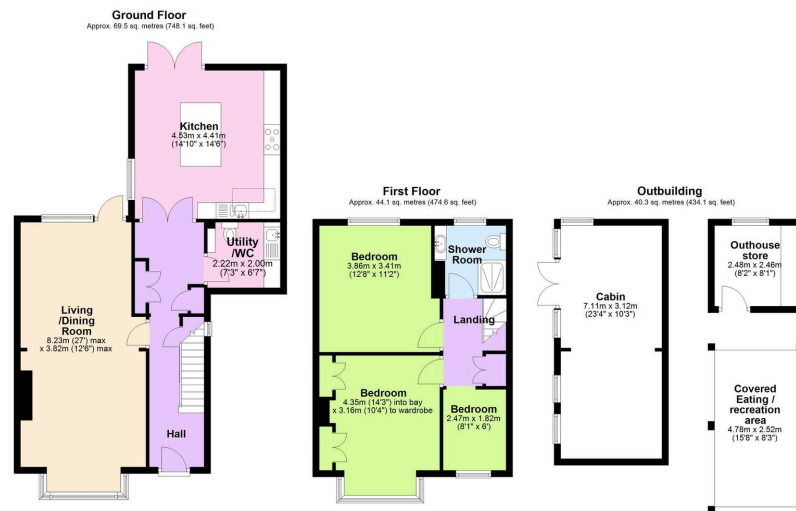 Ground Floor
Approx. 69.5 sq. metres (748.1 sq. feet)
Kitchen
4.53m x 4.41m
(14'10" x 14'6")
Utility
/WC
2.22m x 2.00m
(7'3" x 6'7")
Living
/Dining
Room
8.23m (27') max
x 3.82m (12'6") max
Hall
First Floor
Approx. 44.1 sq. metres (474.6 sq. feet)
Bedroom
3.86m x 3.41m
(12'8" x 11'2")
Shower
Room
Landing
Bedroom
4.35m (14'3") into bay
x 3.16m (10'4") to wardrobe
Bedroom
2.47m x 1.82m
(8'1" x 6')
Outbuilding
Approx. 40.3 sq. metres (434.1 sq. feet)
Cabin
7.11m x 3.12m
(23'4" x 10'3")
Outhouse
store
2.48m x 2.46m
(8'2" x 8'1")
Covered
Eating /
recreation
area
4.78m x 2.52m
(15'8" x 8'3")